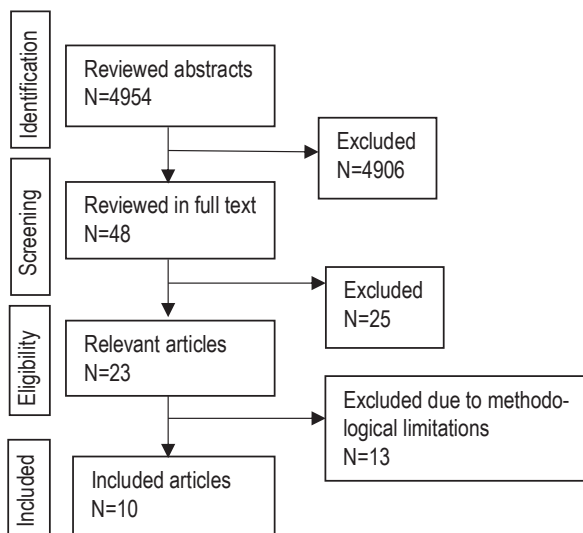 Identification
Reviewed abstracts
N=4954
Excluded
N=4906
Screening
Reviewed in full text
N=48
Excluded
N=25
Eligibility
Relevant articles
N=23
Excluded due to methodo-
logical limitations
N=13
Included
Included articles
N=10